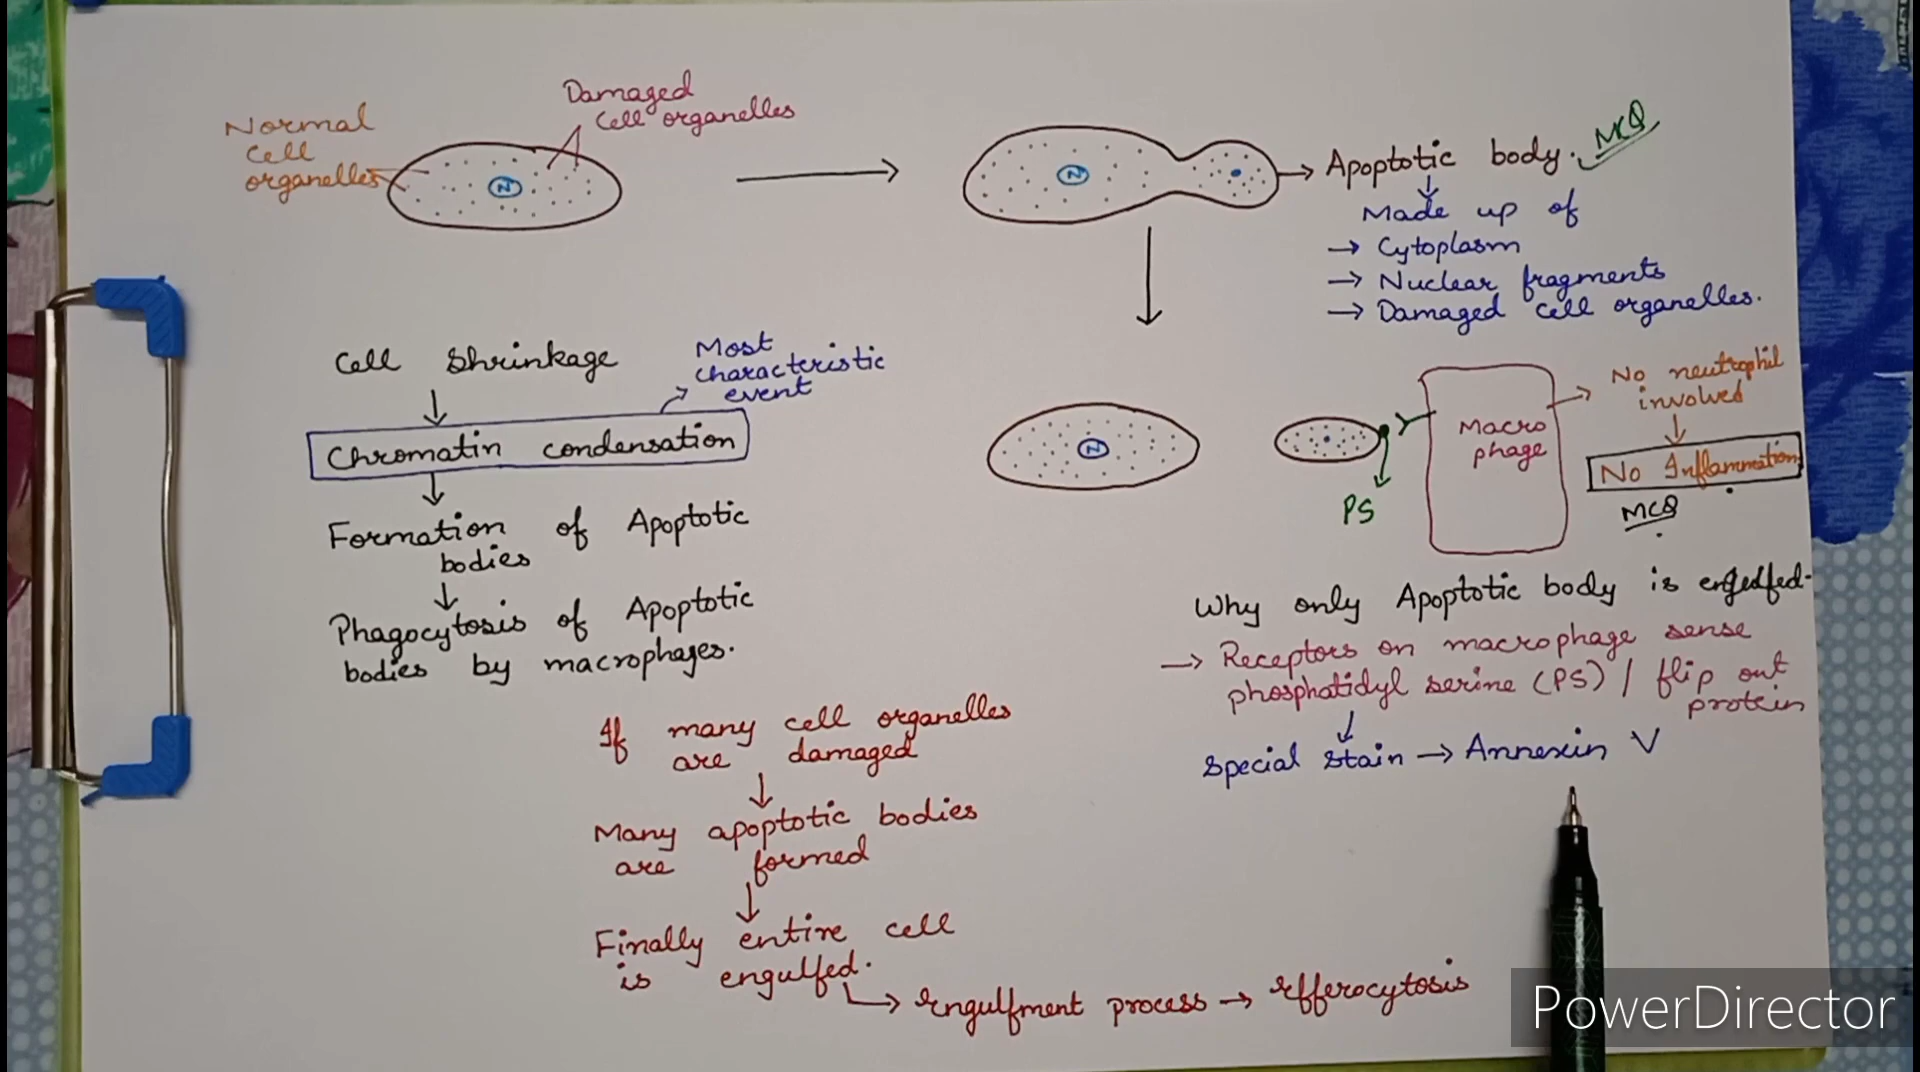 Normal
cell
organelles
Damaged
cell organelles
N
N
Apoptotic body.
MCQ
Made up of
→ Cytoplasm
→ Nuclear fragments
→ Damaged cell organelles.
Cell shrinkage
Most
characteristic
event
Chromatin condensation
Formation of Apoptotic
bodies
Phagocytosis of Apoptotic
bodies by macrophages.
N
PS
Macro
phage
No neutrophil
involved
No Inflammation
MCQ
Why only Apoptotic body is engulfed.
→ Receptors on macrophage sense
phosphatidyl serine (PS) / flip out
protein
special stain → Annexin V
If many cell organelles
are damaged
Many apoptotic bodies
are formed
Finally entire cell
is engulfed.
Engulfment process → Efferocytosis
PowerDirector